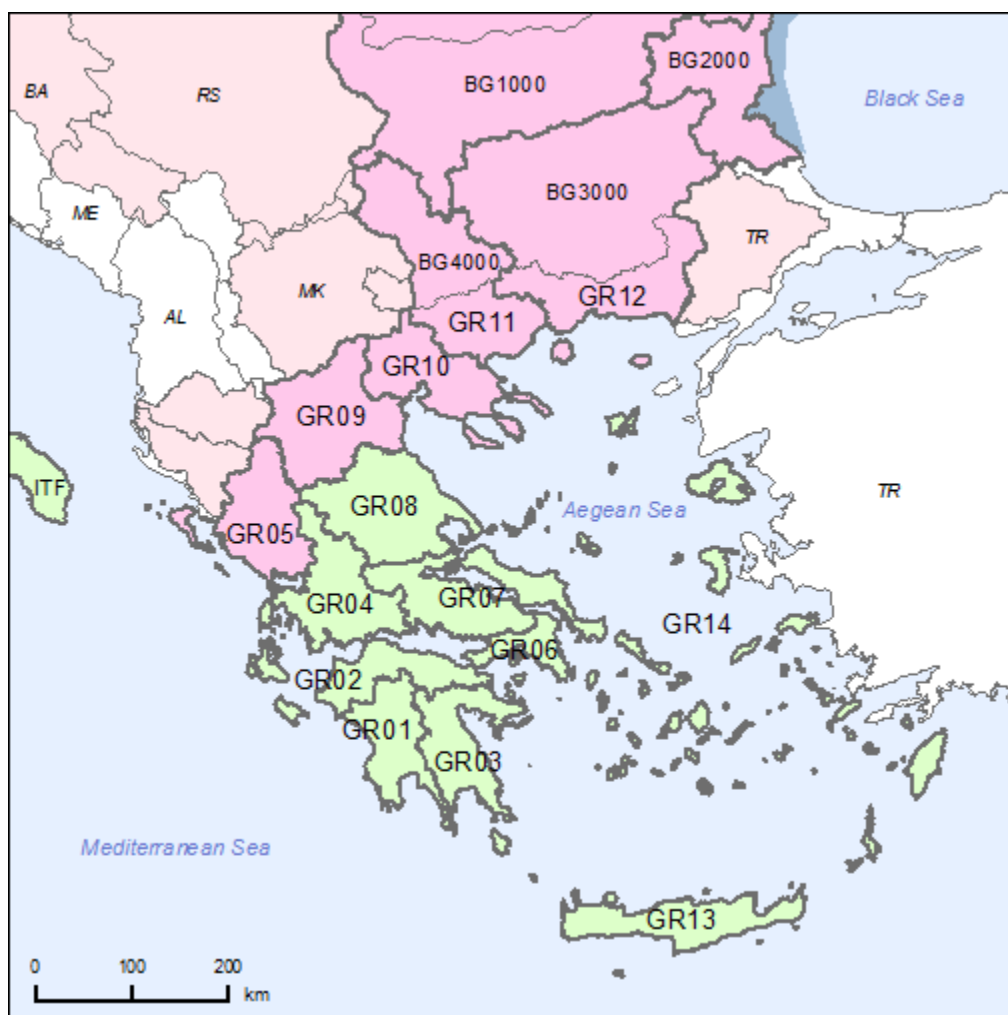 BG2000
BG1000
BA
RS
Black Sea
BG3000
ME
TR
BG4000
MK
GR12
AL
GR11
GR10
GR09
ITF
TR
GR08
Aegean Sea
GR05
GR04
GR07
GR14
GR06
GR02
GR01
GR03
Mediterranean Sea
GR13
0 100 200
km